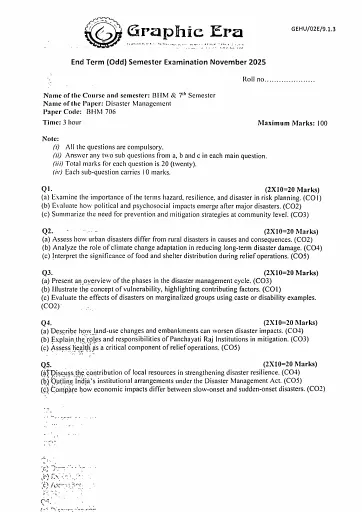 GEHU/02E/9.1.3
Graphic Era
End Term (Odd) Semester Examination November 2025
Roll no.....................
Name of the Course and semester: BHM & 7th Semester
Name of the Paper: Disaster Management
Paper Code: BHM 706
Time: 3 hour Maximum Marks: 100
Note:
(i) All the questions are compulsory.
(ii) Answer any two sub questions from a, b and c in each main question.
(iii) Total marks for each question is 20 (twenty).
(iv) Each sub-question carries 10 marks.
Q1. (2X10=20 Marks)
(a) Examine the importance of the terms hazard, resilience, and disaster in risk planning. (CO1)
(b) Evaluate how political and psychosocial impacts emerge after major disasters. (CO2)
(c) Summarize the need for prevention and mitigation strategies at community level. (CO3)
Q2. (2X10=20 Marks)
(a) Assess how urban disasters differ from rural disasters in causes and consequences. (CO2)
(b) Analyze the role of climate change adaptation in reducing long-term disaster damage. (CO4)
(c) Interpret the significance of food and shelter distribution during relief operations. (CO5)
Q3. (2X10=20 Marks)
(a) Present an overview of the phases in the disaster management cycle. (CO3)
(b) Illustrate the concept of vulnerability, highlighting contributing factors. (CO1)
(c) Evaluate the effects of disasters on marginalized groups using caste or disability examples.
(CO2)
Q4. (2X10=20 Marks)
(a) Describe how land-use changes and embankments can worsen disaster impacts. (CO4)
(b) Explain the roles and responsibilities of Panchayati Raj Institutions in mitigation. (CO3)
(c) Assess health as a critical component of relief operations. (CO5)
Q5. (2X10=20 Marks)
(a) Discuss the contribution of local resources in strengthening disaster resilience. (CO4)
(b) Outline India's institutional arrangements under the Disaster Management Act. (CO5)
(c) Compare how economic impacts differ between slow-onset and sudden-onset disasters. (CO2)